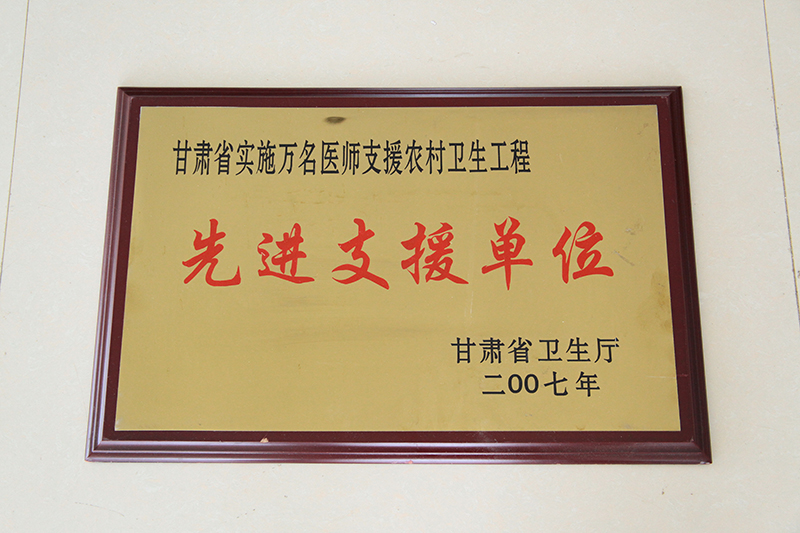 甘肃省实施万名医师支援农村卫生工程
先进支援单位
甘肃省卫生厅
二00七年